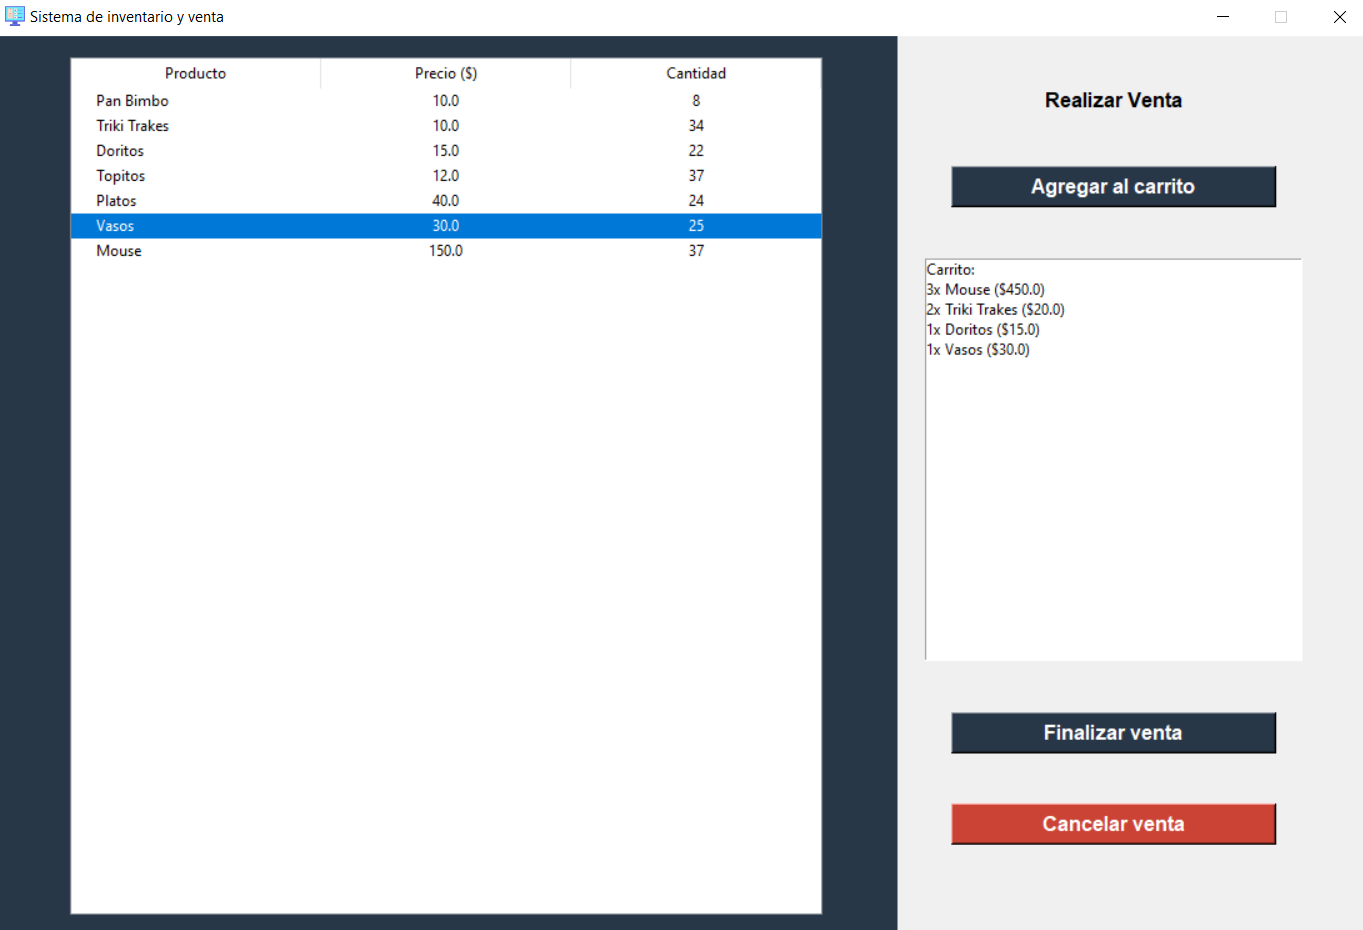 Sistema de inventario y venta
Producto Precio ($) Cantidad
Pan Bimbo 10.0 8
Triki Trakes 10.0 34
Doritos 15.0 22
Topitos 12.0 37
Platos 40.0 24
Vasos 30.0 25
Mouse 150.0 37
Realizar Venta
Agregar al carrito
Carrito:
3x Mouse ($450.0)
2x Triki Trakes ($20.0)
1x Doritos ($15.0)
1x Vasos ($30.0)
Finalizar venta
Cancelar venta